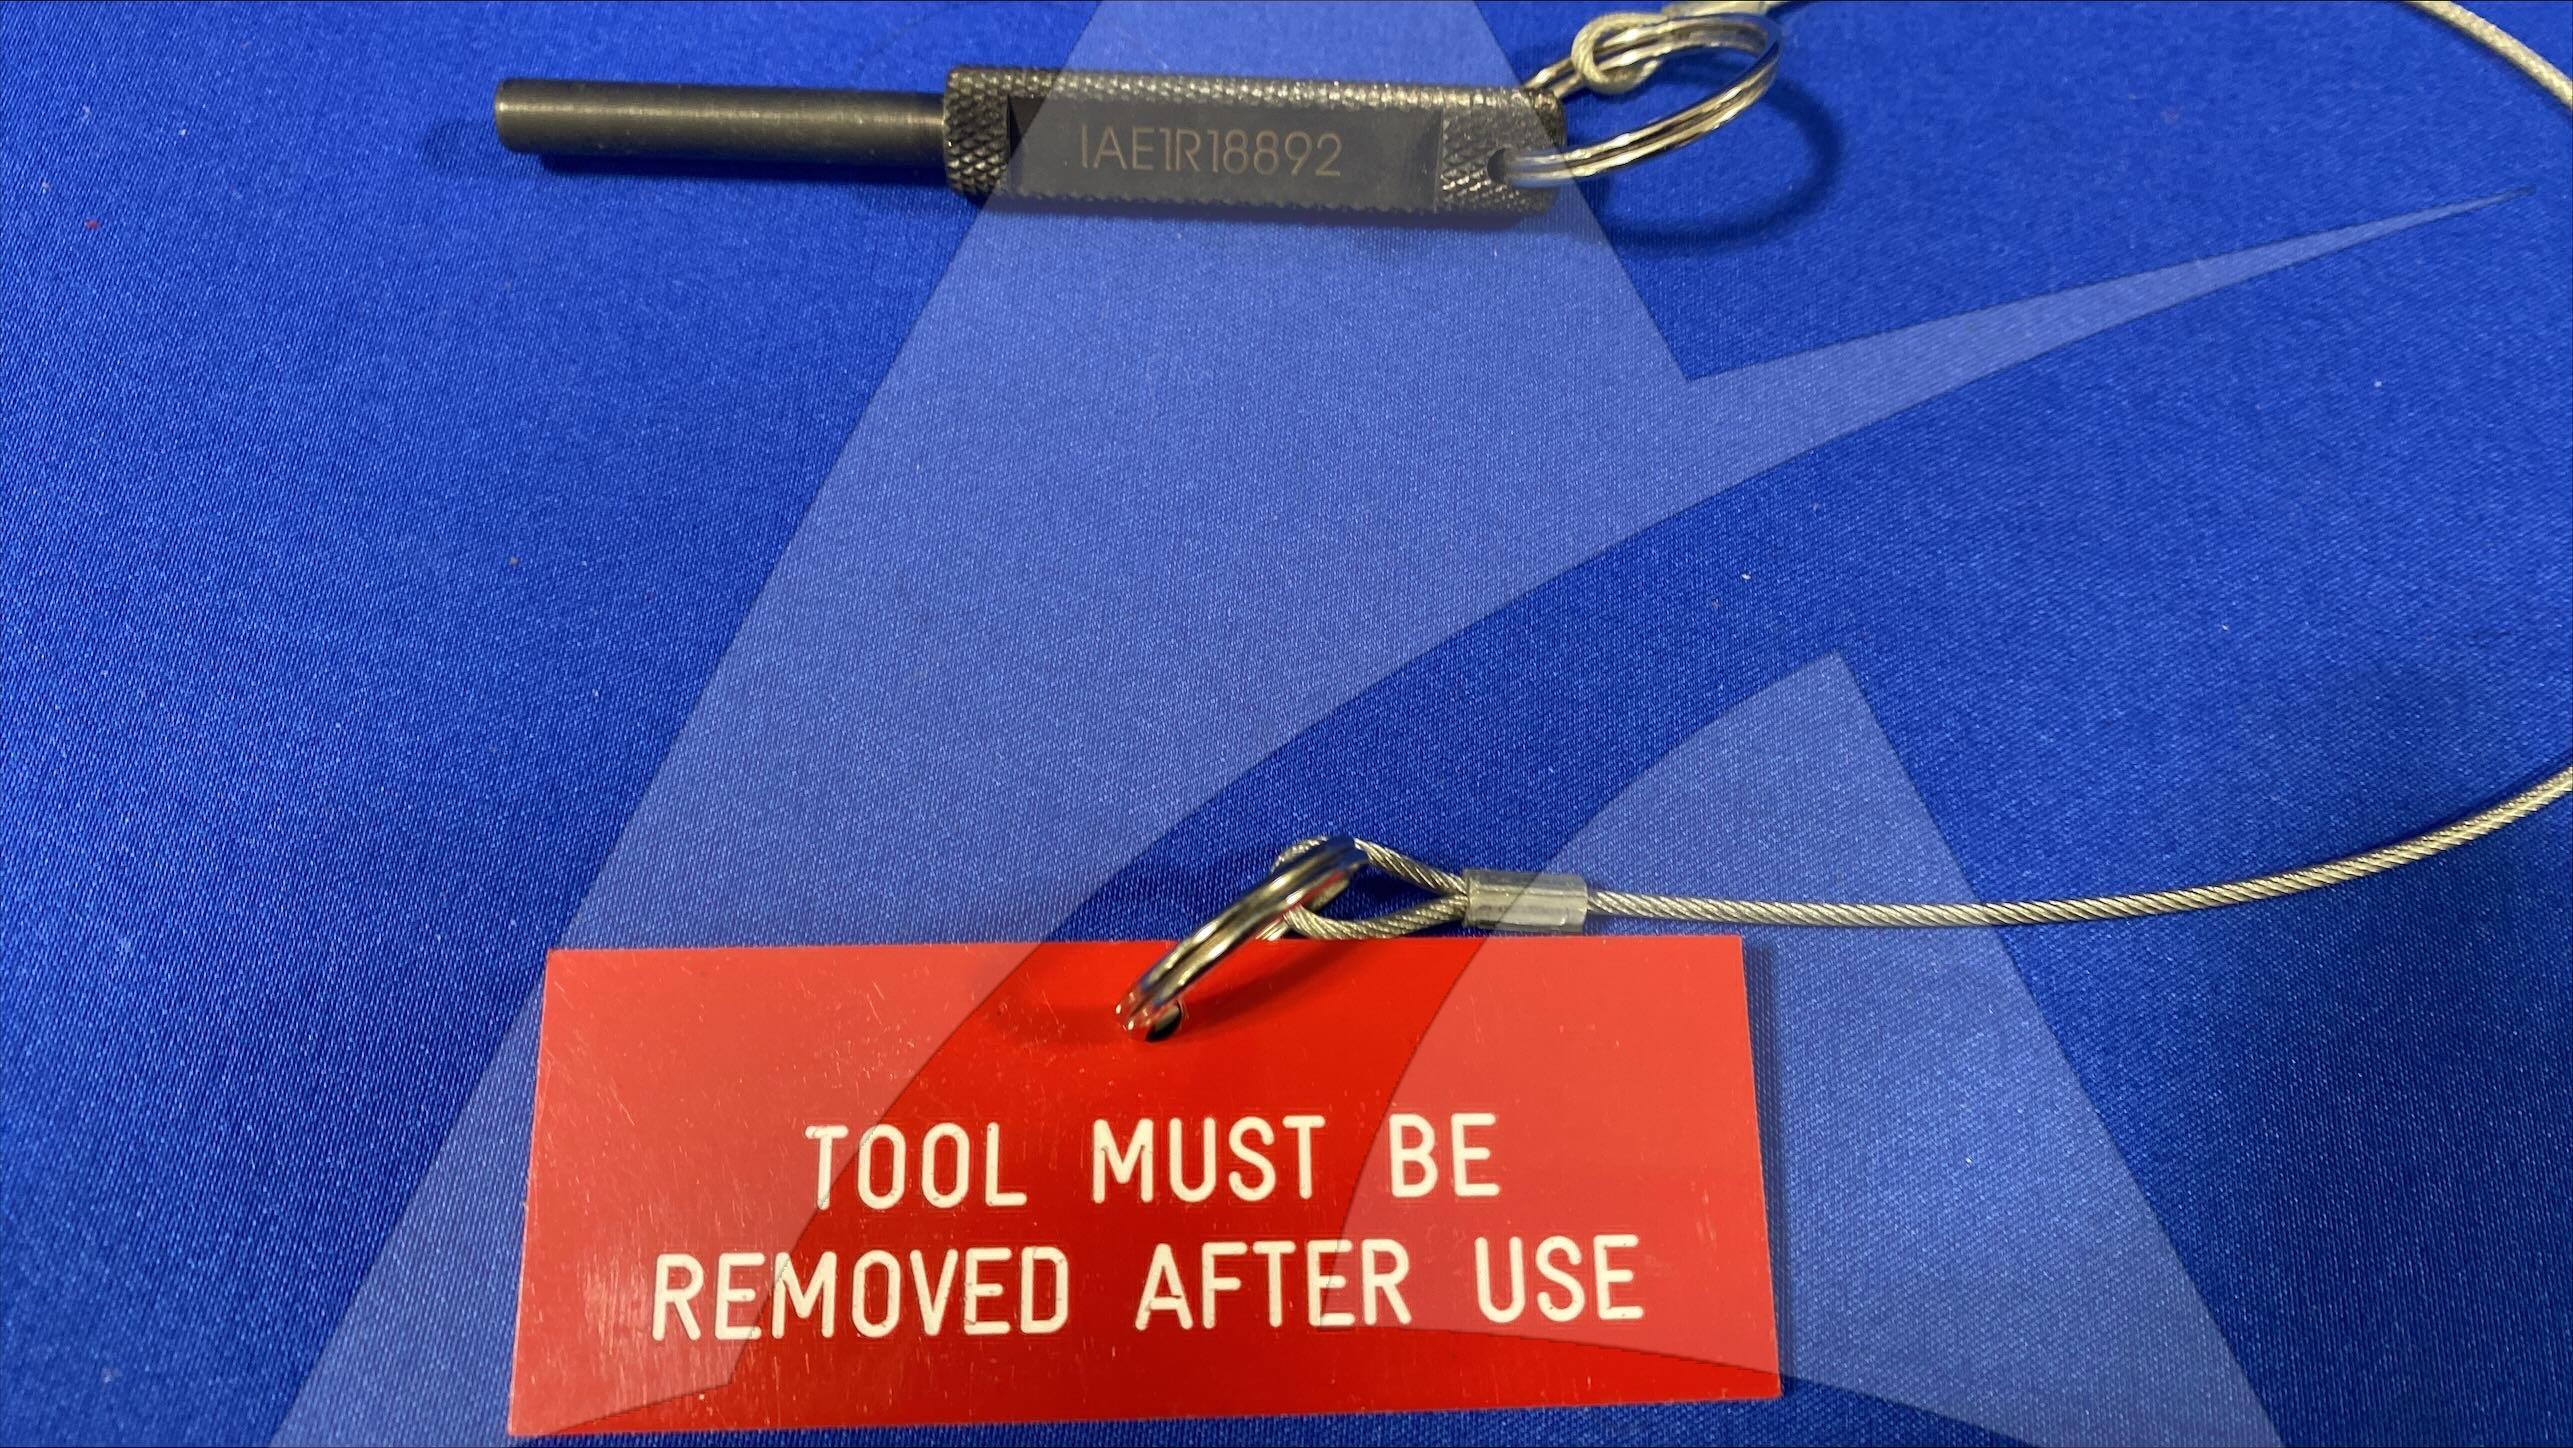 IAE1R18892
TOOL MUST BE
REMOVED AFTER USE